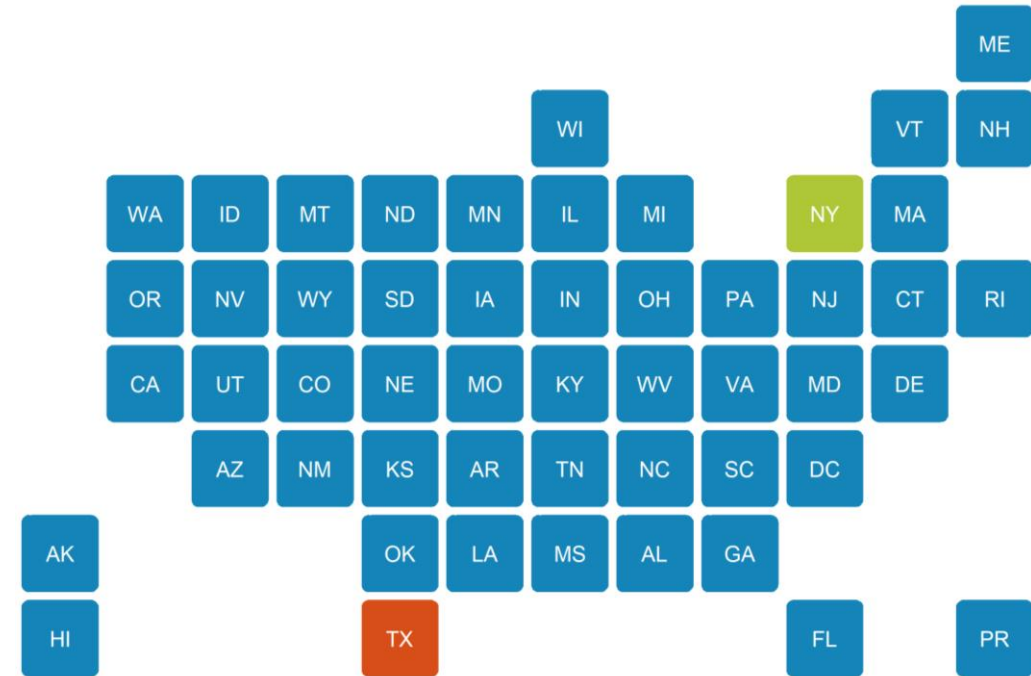 ME
WI VT NH
WA ID MT ND MN IL MI NY MA
OR NV WY SD IA IN OH PA NJ CT RI
CA UT CO NE MO KY WV VA MD DE
AZ NM KS AR TN NC SC DC
AK OK LA MS AL GA
HI TX FL PR